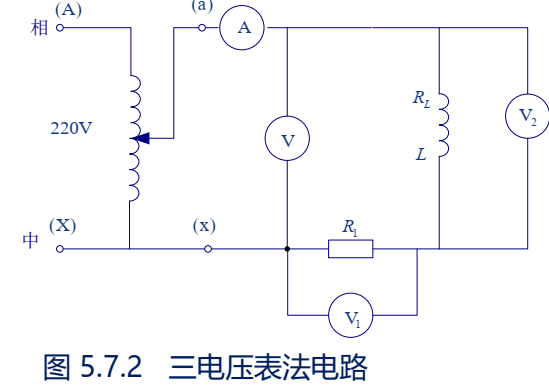 (A)
(a)
相
A
R_L
V_2
220V
V
L
(X)
(x)
R_1
中
V_1
图 5.7.2 三电压表法电路